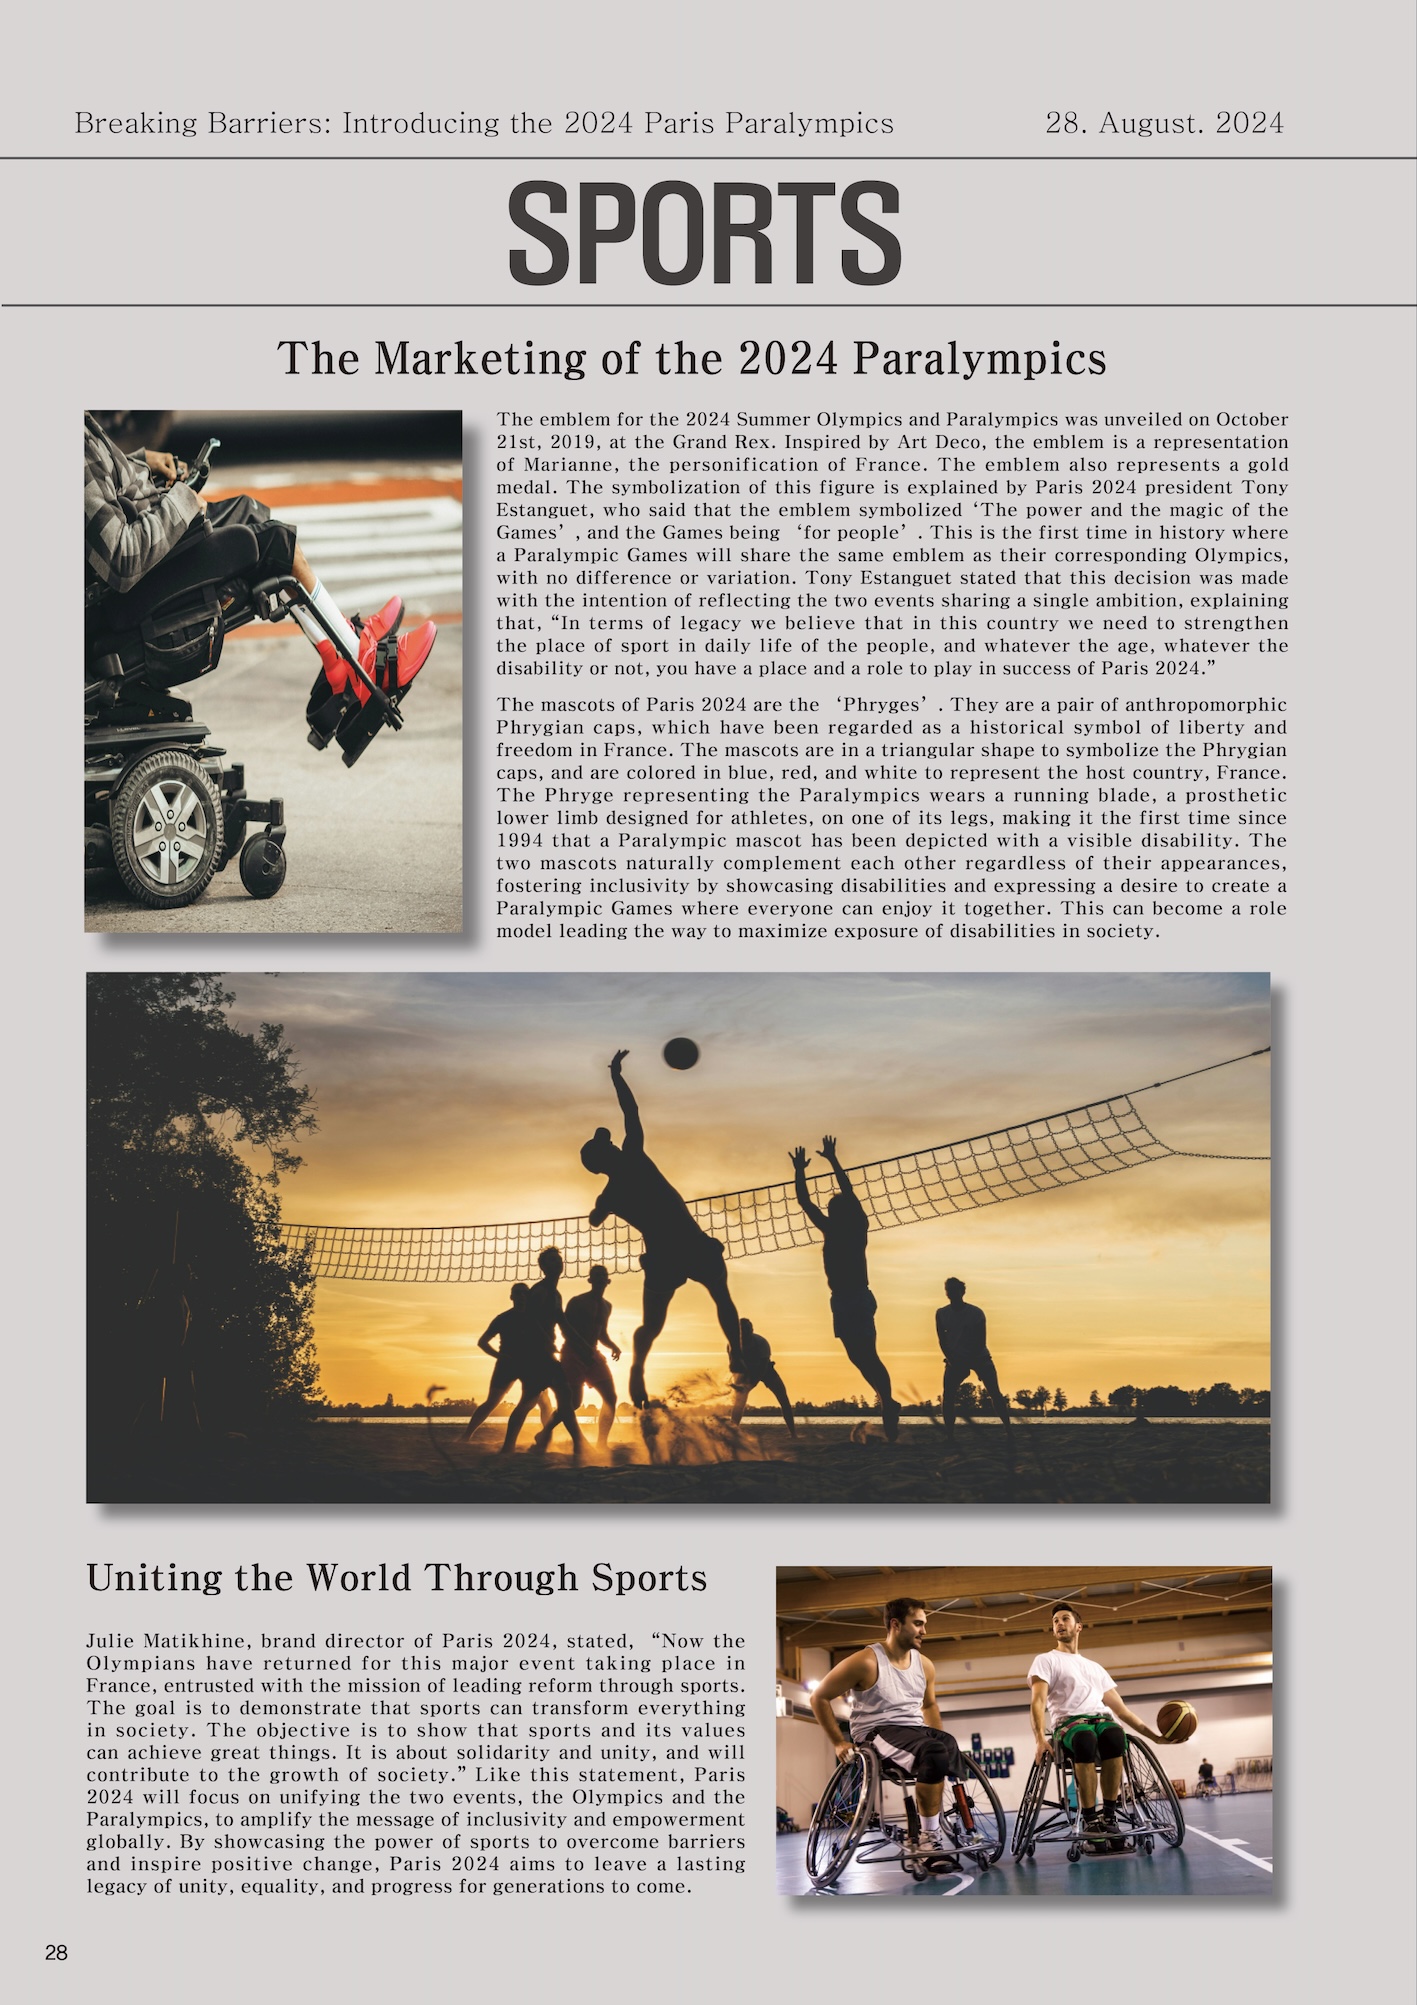 Breaking Barriers: Introducing the 2024 Paris Paralympics
28. August. 2024
SPORTS
The Marketing of the 2024 Paralympics
The emblem for the 2024 Summer Olympics and Paralympics was unveiled on October
21st, 2019, at the Grand Rex. Inspired by Art Deco, the emblem is a representation
of Marianne, the personification of France. The emblem also represents a gold
medal. The symbolization of this figure is explained by Paris 2024 president Tony
Estanguet, who said that the emblem symbolized ‘The power and the magic of the
Games’, and the Games being ‘for people’. This is the first time in history where
a Paralympic Games will share the same emblem as their corresponding Olympics,
with no difference or variation. Tony Estanguet stated that this decision was made
with the intention of reflecting the two events sharing a single ambition, explaining
that, “In terms of legacy we believe that in this country we need to strengthen
the place of sport in daily life of the people, and whatever the age, whatever the
disability or not, you have a place and a role to play in success of Paris 2024.”
The mascots of Paris 2024 are the ‘Phryges’. They are a pair of anthropomorphic
Phrygian caps, which have been regarded as a historical symbol of liberty and
freedom in France. The mascots are in a triangular shape to symbolize the Phrygian
caps, and are colored in blue, red, and white to represent the host country, France.
The Phryge representing the Paralympics wears a running blade, a prosthetic
lower limb designed for athletes, on one of its legs, making it the first time since
1994 that a Paralympic mascot has been depicted with a visible disability. The
two mascots naturally complement each other regardless of their appearances,
fostering inclusivity by showcasing disabilities and expressing a desire to create a
Paralympic Games where everyone can enjoy it together. This can become a role
model leading the way to maximize exposure of disabilities in society.
Uniting the World Through Sports
Julie Matikhine, brand director of Paris 2024, stated, “Now the
Olympians have returned for this major event taking place in
France, entrusted with the mission of leading reform through sports.
The goal is to demonstrate that sports can transform everything
in society. The objective is to show that sports and its values
can achieve great things. It is about solidarity and unity, and will
contribute to the growth of society.” Like this statement, Paris
2024 will focus on unifying the two events, the Olympics and the
Paralympics, to amplify the message of inclusivity and empowerment
globally. By showcasing the power of sports to overcome barriers
and inspire positive change, Paris 2024 aims to leave a lasting
legacy of unity, equality, and progress for generations to come.
28